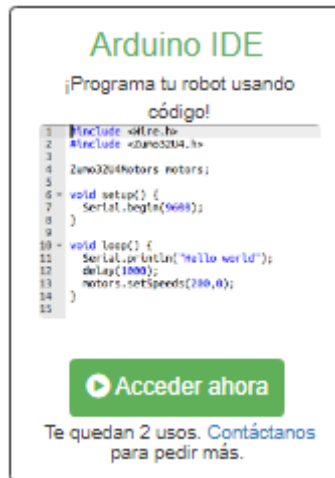 Arduino IDE
¡Programa tu robot usando
código!
1 #include <Wire.h>
2 #include <Zumo32U4.h>
3
4 Zumo32U4Motors motors;
5
6 void setup() {
7 Serial.begin(9600);
8 }
9
10 void loop() {
11 Serial.println("Hello world");
12 delay(1000);
13 motors.setSpeeds(200,0);
14 }
15
Acceder ahora
Te quedan 2 usos. Contáctanos
para pedir más.